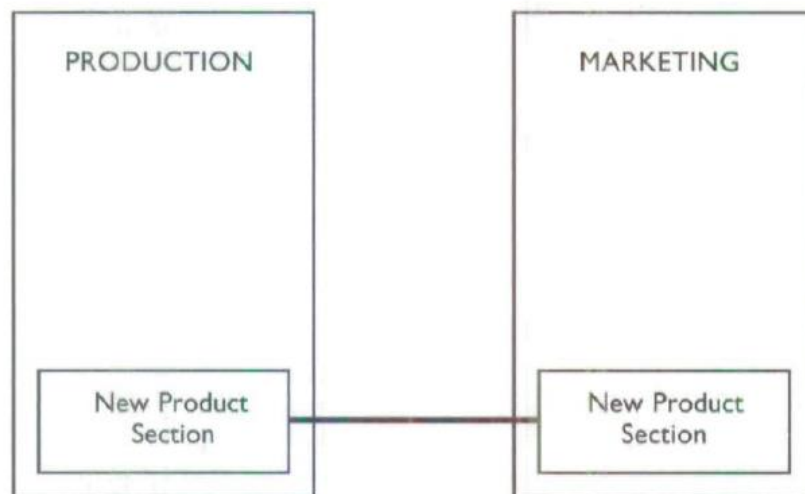 PRODUCTION
MARKETING
New Product
Section
New Product
Section